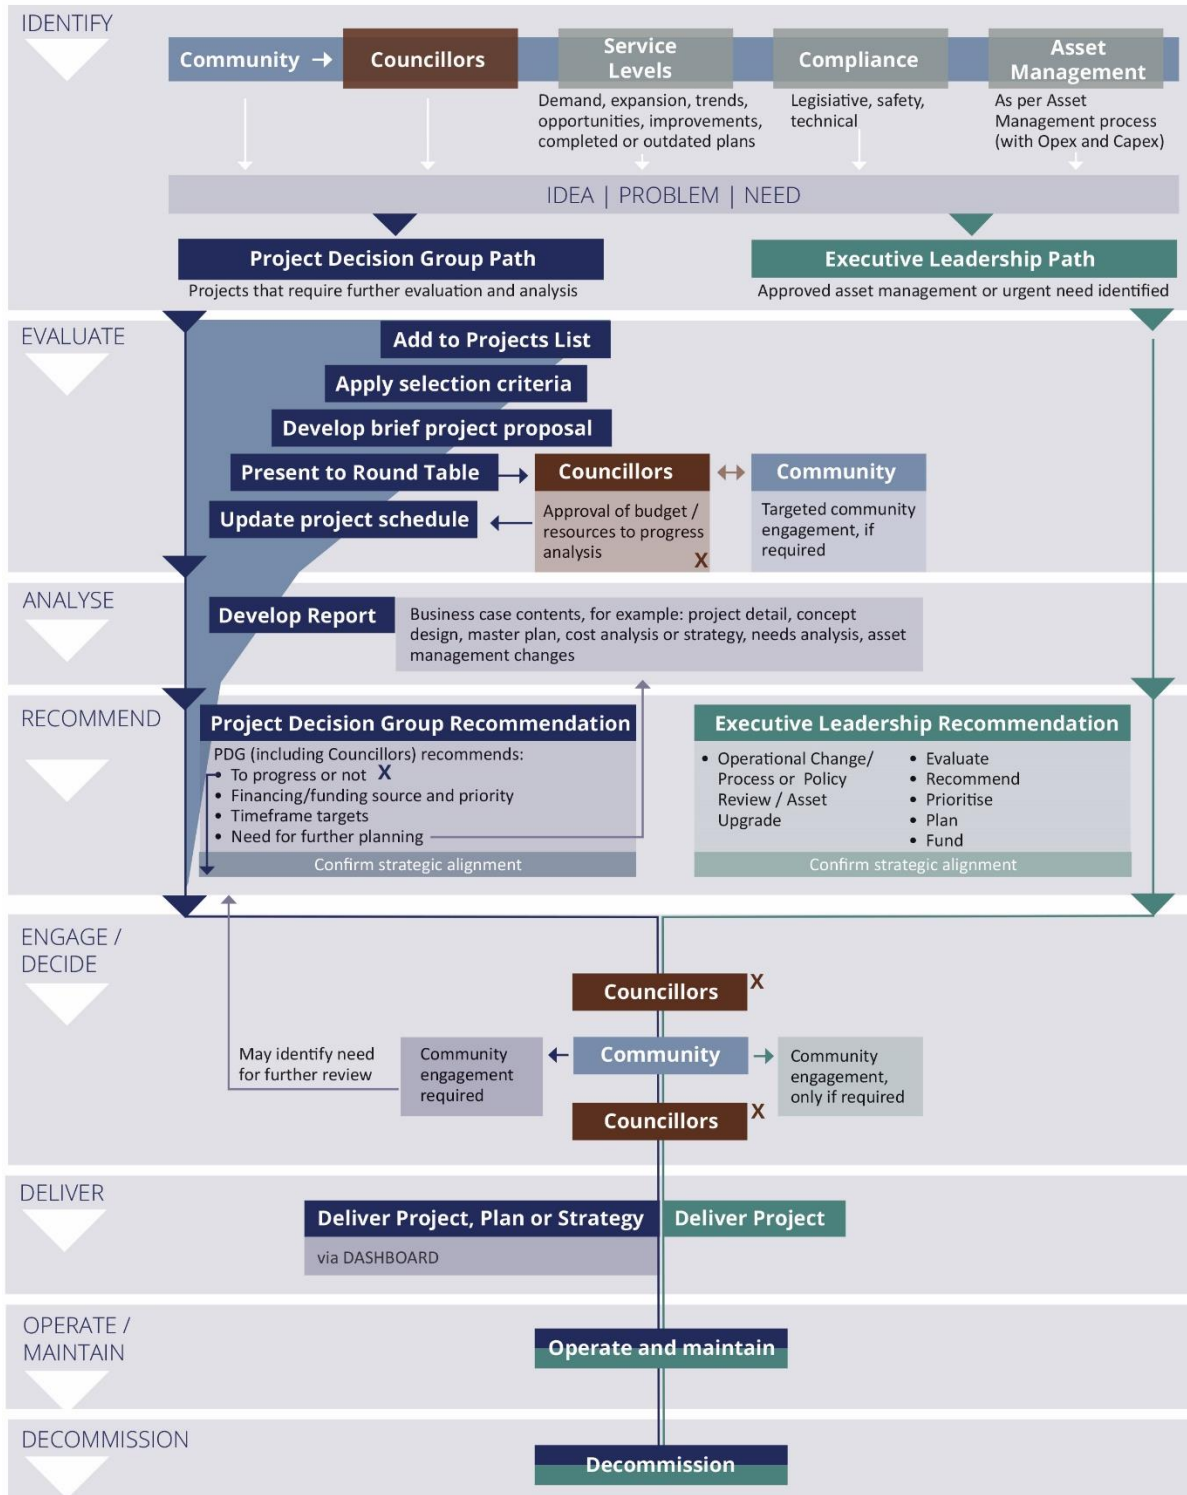 IDENTIFY
Community →
Councillors
Service
Levels
Compliance
Asset
Management
Demand, expansion, trends,
opportunities, improvements,
completed or outdated plans
Legislative, safety,
technical
As per Asset
Management process
(with Opex and Capex)
IDEA | PROBLEM | NEED
Project Decision Group Path
Projects that require further evaluation and analysis
Executive Leadership Path
Approved asset management or urgent need identified
EVALUATE
Add to Projects List
Apply selection criteria
Develop brief project proposal
Present to Round Table
Councillors
Community
Update project schedule
Approval of budget /
resources to progress
analysis
X
Targeted community
engagement, if
required
ANALYSE
Develop Report
Business case contents, for example: project detail, concept
design, master plan, cost analysis or strategy, needs analysis, asset
management changes
RECOMMEND
Project Decision Group Recommendation
PDG (including Councillors) recommends:
• To progress or not X
• Financing/funding source and priority
• Timeframe targets
• Need for further planning
Confirm strategic alignment
Executive Leadership Recommendation
• Operational Change/
Process or Policy
Review / Asset
Upgrade
• Evaluate
• Recommend
• Prioritise
• Plan
• Fund
Confirm strategic alignment
ENGAGE /
DECIDE
Councillors X
May identify need
for further review
Community
engagement
required
Community
Community
engagement,
only if required
Councillors X
DELIVER
Deliver Project, Plan or Strategy
via DASHBOARD
Deliver Project
OPERATE /
MAINTAIN
Operate and maintain
DECOMMISSION
Decommission